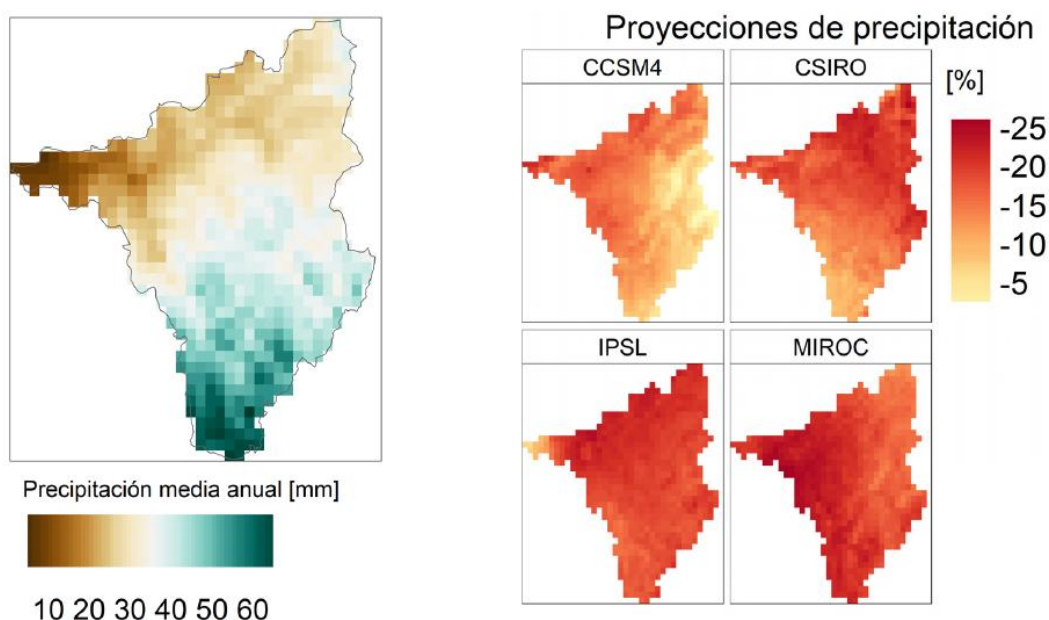 Proyecciones de precipitación
CCSM4
CSIRO
[%]
-25
-20
-15
-10
-5
IPSL
MIROC
Precipitación media anual [mm]
10 20 30 40 50 60